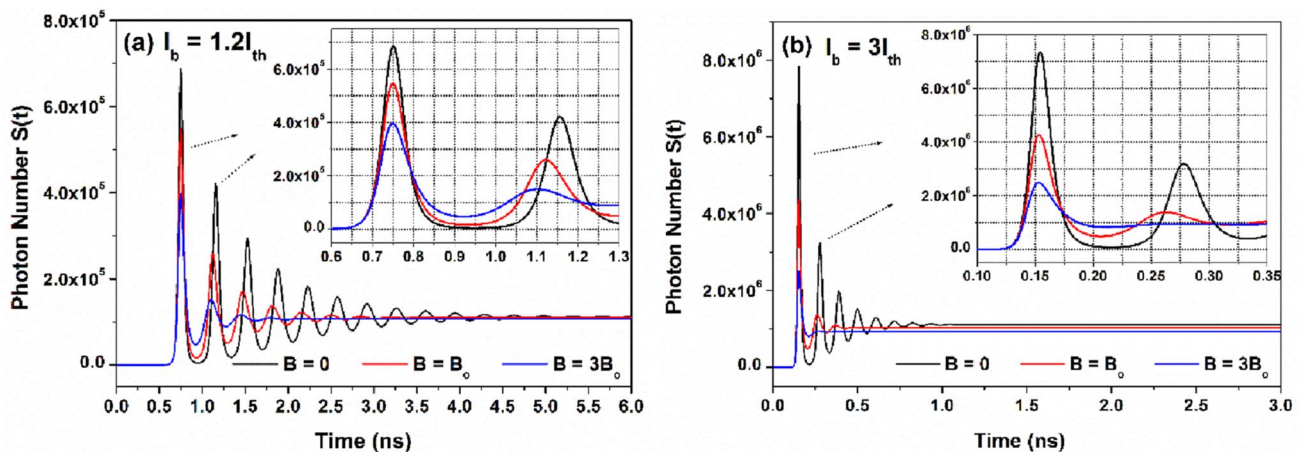 (a) I_b = 1.2I_th
Photon Number S(t)
8.0x10^5
6.0x10^5
4.0x10^5
2.0x10^5
0.0
6.0x10^5
4.0x10^5
2.0x10^5
0.0
0.6 0.7 0.8 0.9 1.0 1.1 1.2 1.3
B = 0 B = B_o B = 3B_o
0.0 0.5 1.0 1.5 2.0 2.5 3.0 3.5 4.0 4.5 5.0 5.5 6.0
Time (ns)
(b) I_b = 3I_th
Photon Number S(t)
8.0x10^6
6.0x10^6
4.0x10^6
2.0x10^6
0.0
8.0x10^6
6.0x10^6
4.0x10^6
2.0x10^6
0.0
0.10 0.15 0.20 0.25 0.30 0.35
B = 0 B = B_o B = 3B_o
0.0 0.5 1.0 1.5 2.0 2.5 3.0
Time (ns)